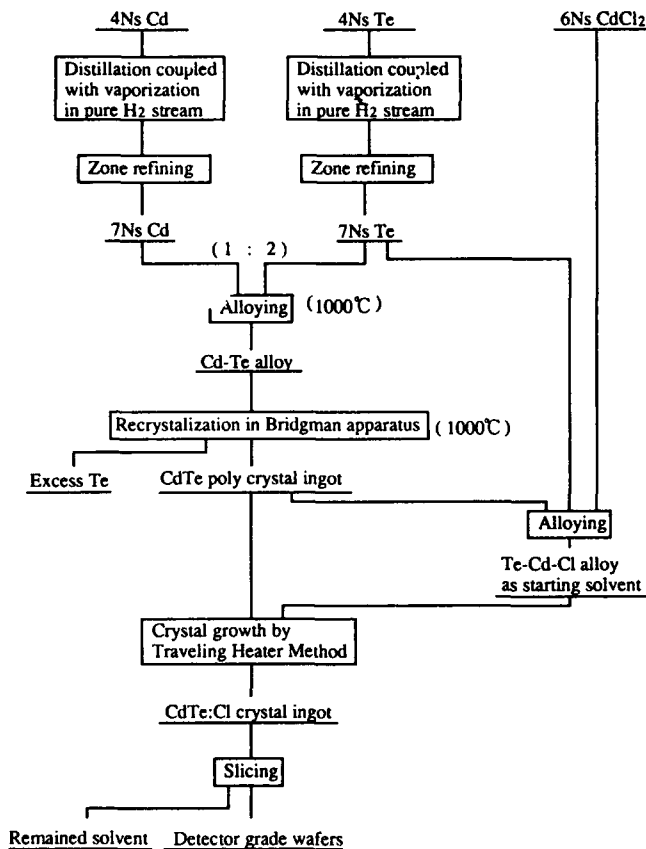 4Ns Cd 4Ns Te 6Ns CdCl2
Distillation coupled
with vaporization
in pure H2 stream
Distillation coupled
with vaporization
in pure H2 stream
Zone refining Zone refining
7Ns Cd 7Ns Te
( 1 : 2 )
Alloying (1000℃)
Cd-Te alloy
Recrystalization in Bridgman apparatus (1000℃)
Excess Te CdTe poly crystal ingot
Alloying
Te-Cd-Cl alloy
as starting solvent
Crystal growth by
Traveling Heater Method
CdTe:Cl crystal ingot
Slicing
Remained solvent Detector grade wafers